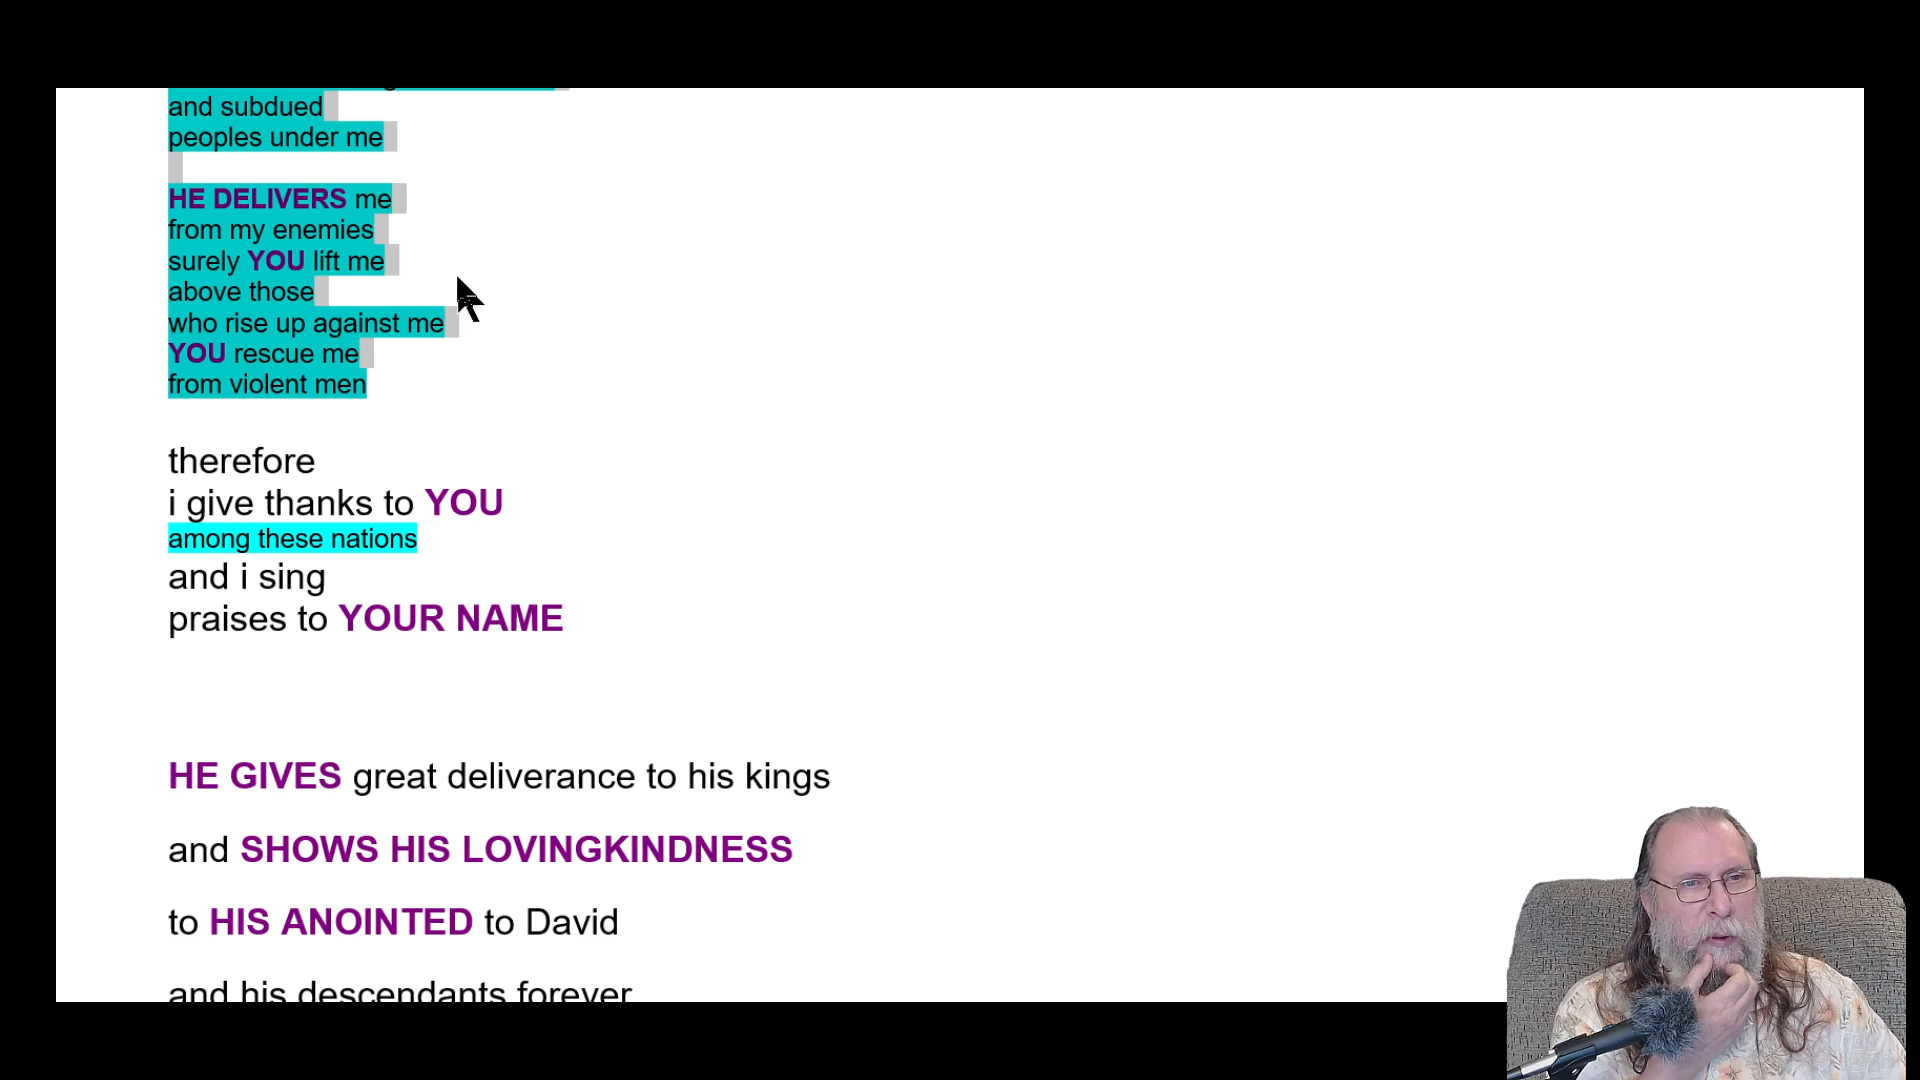 and subdued
peoples under me
HE DELIVERS me
from my enemies
surely YOU lift me
above those
who rise up against me
YOU rescue me
from violent men
therefore
i give thanks to YOU
among these nations
and i sing
praises to YOUR NAME
HE GIVES great deliverance to his kings
and SHOWS HIS LOVINGKINDNESS
to HIS ANOINTED to David
and his descendants forever